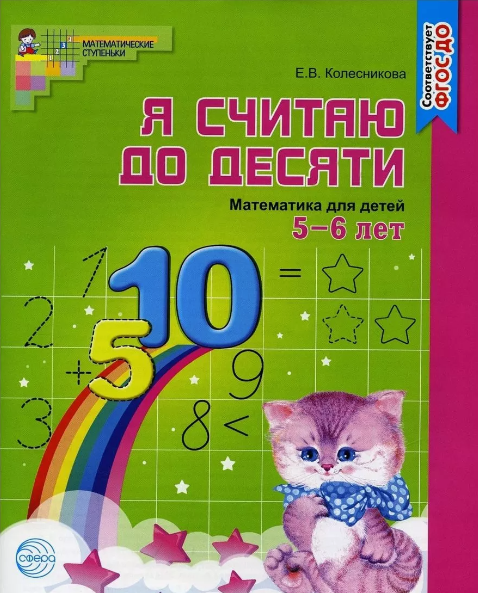 МАТЕМАТИЧЕСКИЕ
СТУПЕНЬКИ
Соответствует
ФГОС ДО
Е.В. Колесникова
Я СЧИТАЮ
ДО ДЕСЯТИ
Математика для детей
5–6 лет
1
10 =
2
+5
9
3
8 <
сфера